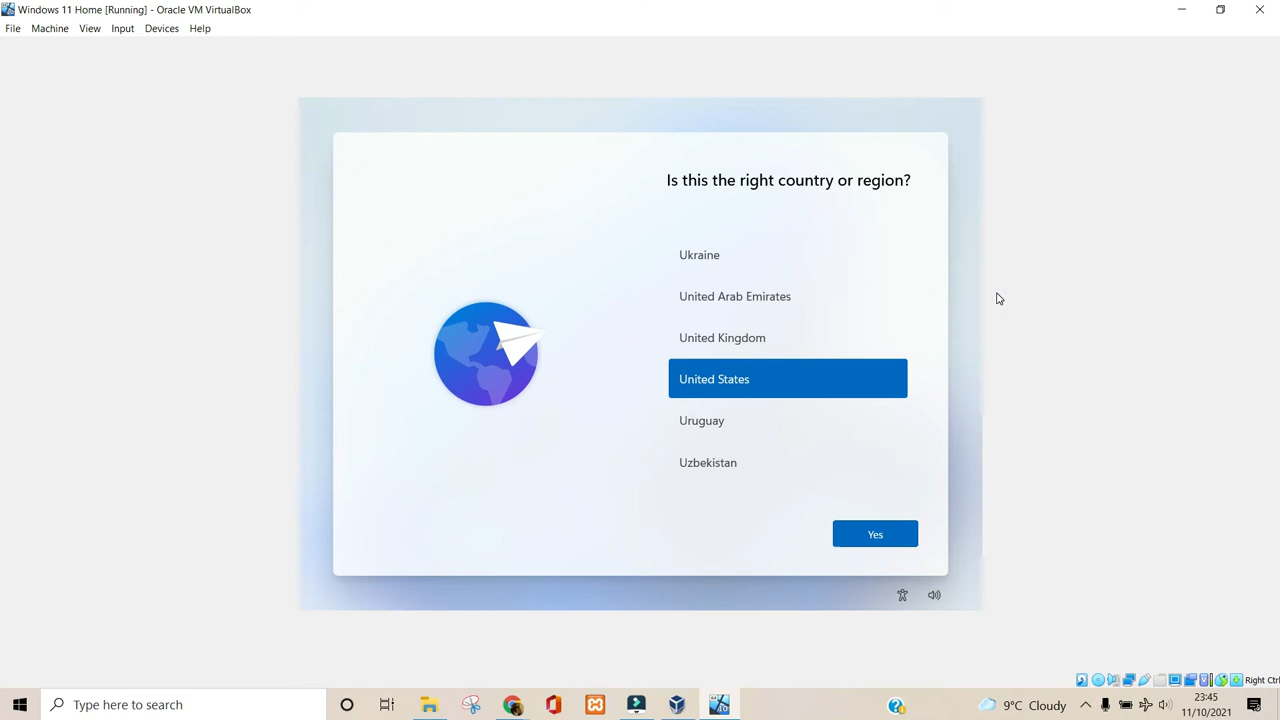 Windows 11 Home [Running] - Oracle VM VirtualBox
File Machine View Input Devices Help
Is this the right country or region?
Ukraine
United Arab Emirates
United Kingdom
United States
Uruguay
Uzbekistan
Yes
Right Ctrl
Type here to search
9°C Cloudy
23:45
11/10/2021